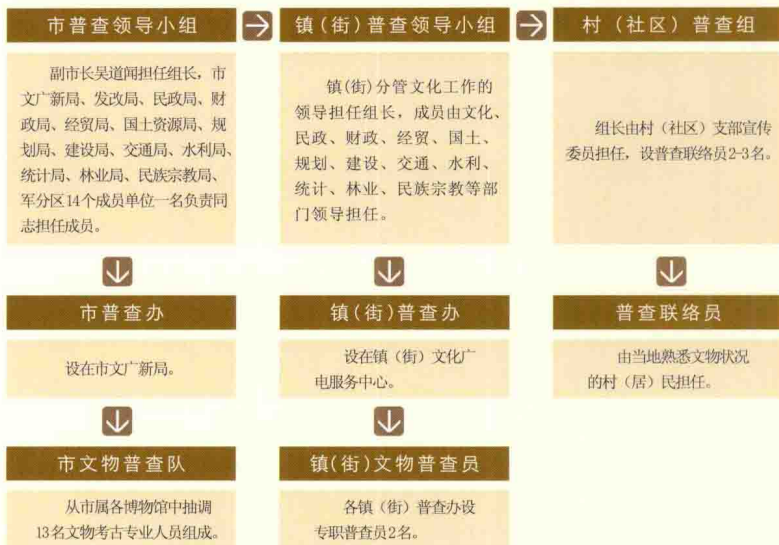 市普查领导小组
副市长吴道闻担任组长，市
文广新局、发改局、民政局、财
政局、经贸局、国土资源局、规
划局、建设局、交通局、水利局、
统计局、林业局、民族宗教局、
军分区14个成员单位一名负责同
志担任成员。
市普查办
设在市文广新局。
市文物普查队
从市属各博物馆中抽调
13名文物考古专业人员组成。
镇(街)普查领导小组
镇(街)分管文化工作的
领导担任组长，成员由文化、
民政、财政、经贸、国土、
规划、建设、交通、水利、
统计、林业、民族宗教等部
门领导担任。
镇(街)普查办
设在镇（街）文化广
电服务中心。
镇(街)文物普查员
各镇（街）普查办设
专职普查员2名。
村（社区）普查组
组长由村（社区）支部宣传
委员担任，设普查联络员2-3名。
普查联络员
由当地熟悉文物状况
的村（居）民担任。